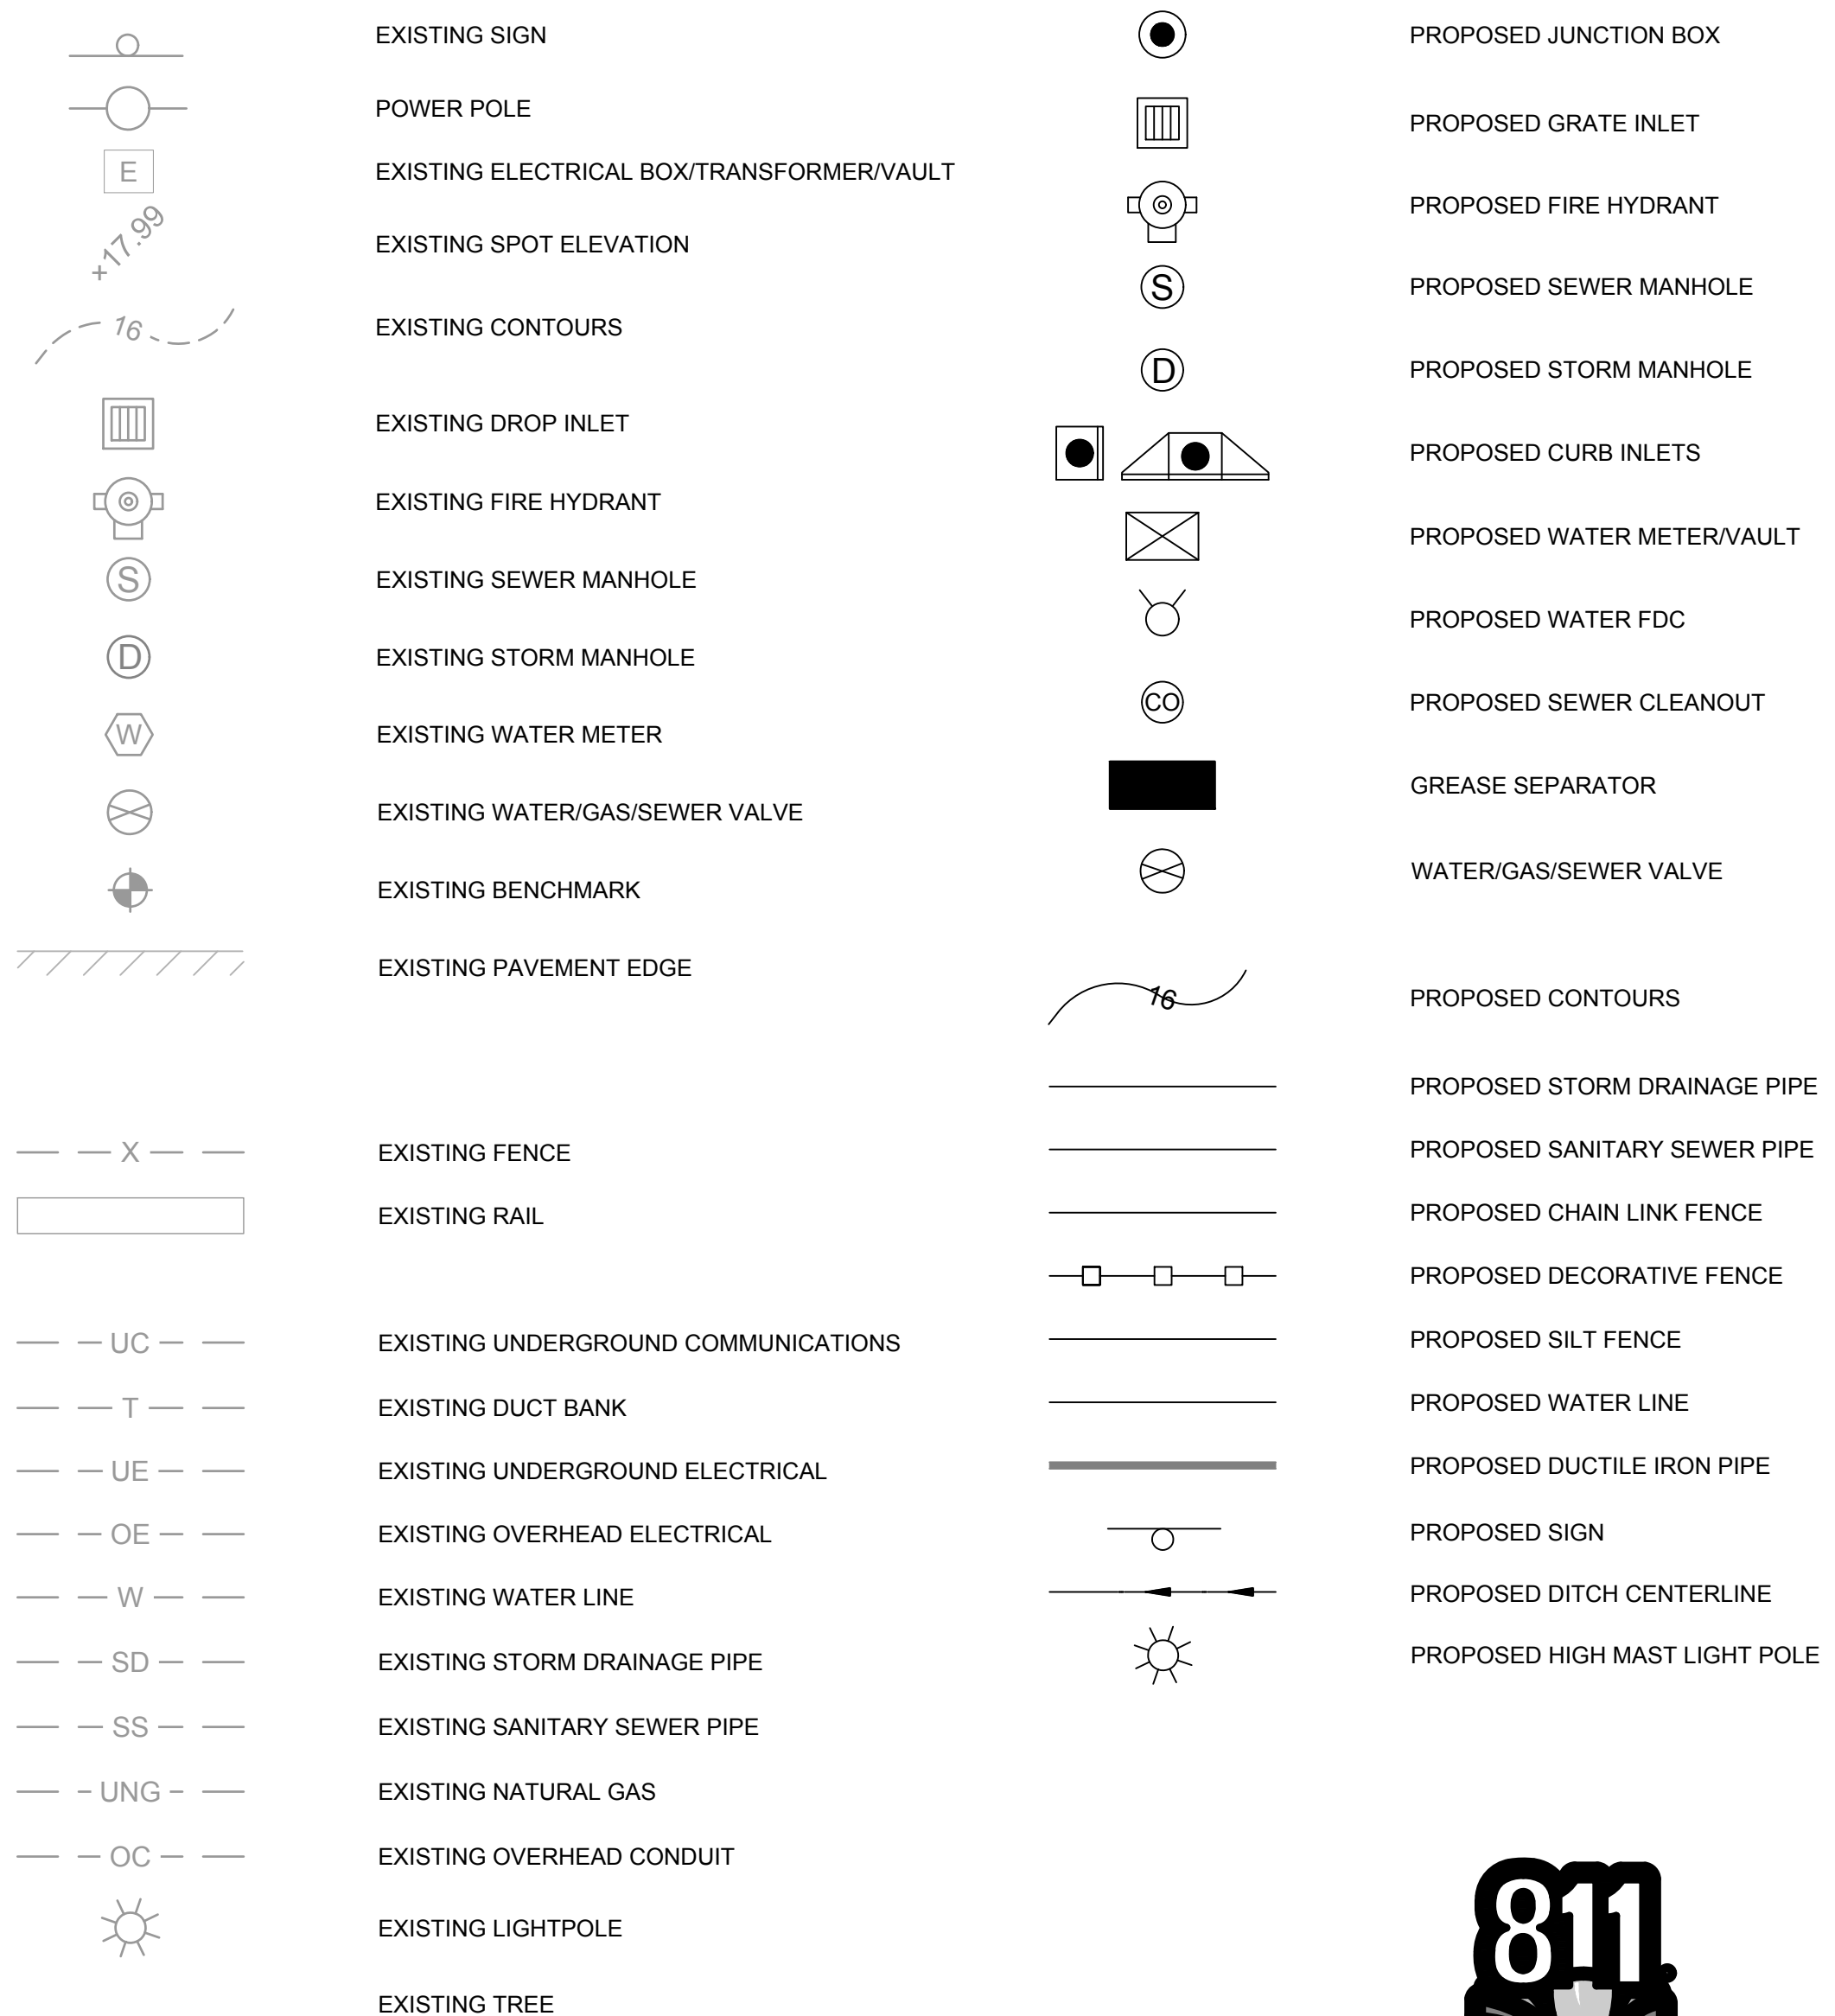 EXISTING SIGN
POWER POLE
E EXISTING ELECTRICAL BOX/TRANSFORMER/VAULT
+17.99 EXISTING SPOT ELEVATION
16 EXISTING CONTOURS
EXISTING DROP INLET
EXISTING FIRE HYDRANT
S EXISTING SEWER MANHOLE
D EXISTING STORM MANHOLE
W EXISTING WATER METER
EXISTING WATER/GAS/SEWER VALVE
EXISTING BENCHMARK
EXISTING PAVEMENT EDGE
X EXISTING FENCE
EXISTING RAIL
UC EXISTING UNDERGROUND COMMUNICATIONS
T EXISTING DUCT BANK
UE EXISTING UNDERGROUND ELECTRICAL
OE EXISTING OVERHEAD ELECTRICAL
W EXISTING WATER LINE
SD EXISTING STORM DRAINAGE PIPE
SS EXISTING SANITARY SEWER PIPE
UNG EXISTING NATURAL GAS
OC EXISTING OVERHEAD CONDUIT
EXISTING LIGHTPOLE
EXISTING TREE
PROPOSED JUNCTION BOX
PROPOSED GRATE INLET
PROPOSED FIRE HYDRANT
S PROPOSED SEWER MANHOLE
D PROPOSED STORM MANHOLE
PROPOSED CURB INLETS
PROPOSED WATER METER/VAULT
PROPOSED WATER FDC
CO PROPOSED SEWER CLEANOUT
GREASE SEPARATOR
WATER/GAS/SEWER VALVE
16 PROPOSED CONTOURS
PROPOSED STORM DRAINAGE PIPE
PROPOSED SANITARY SEWER PIPE
PROPOSED CHAIN LINK FENCE
PROPOSED DECORATIVE FENCE
PROPOSED SILT FENCE
PROPOSED WATER LINE
PROPOSED DUCTILE IRON PIPE
PROPOSED SIGN
PROPOSED DITCH CENTERLINE
PROPOSED HIGH MAST LIGHT POLE
811